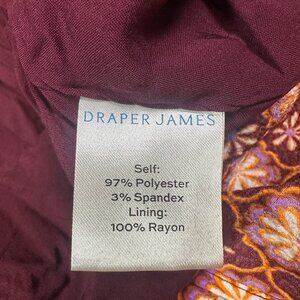 DRAPER JAMES
Self:
97% Polyester
3% Spandex
Lining:
100% Rayon